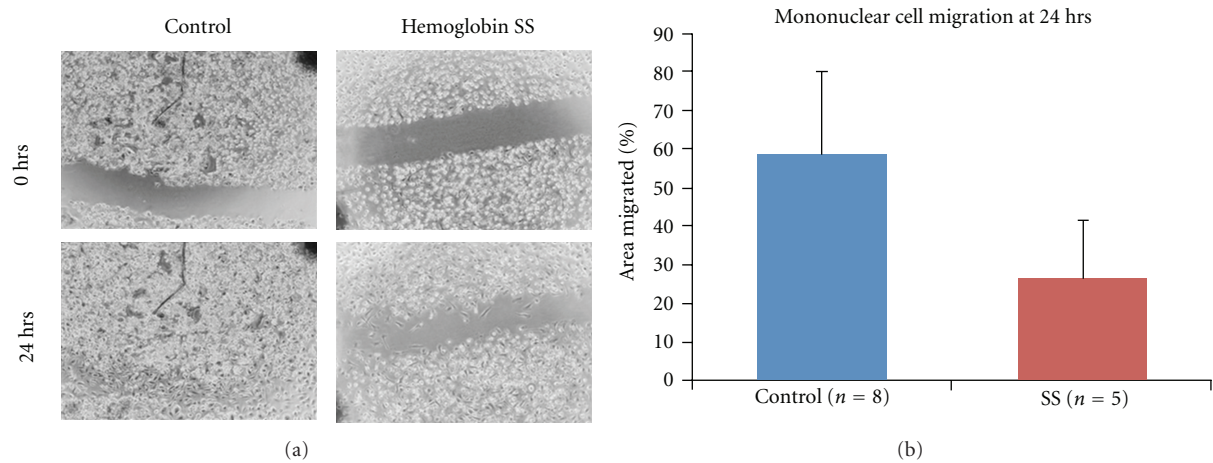 Control
Hemoglobin SS
0 hrs
24 hrs
(a)
Mononuclear cell migration at 24 hrs
Area migrated (%)
90
80
70
60
50
40
30
20
10
0
Control (n = 8)
SS (n = 5)
(b)